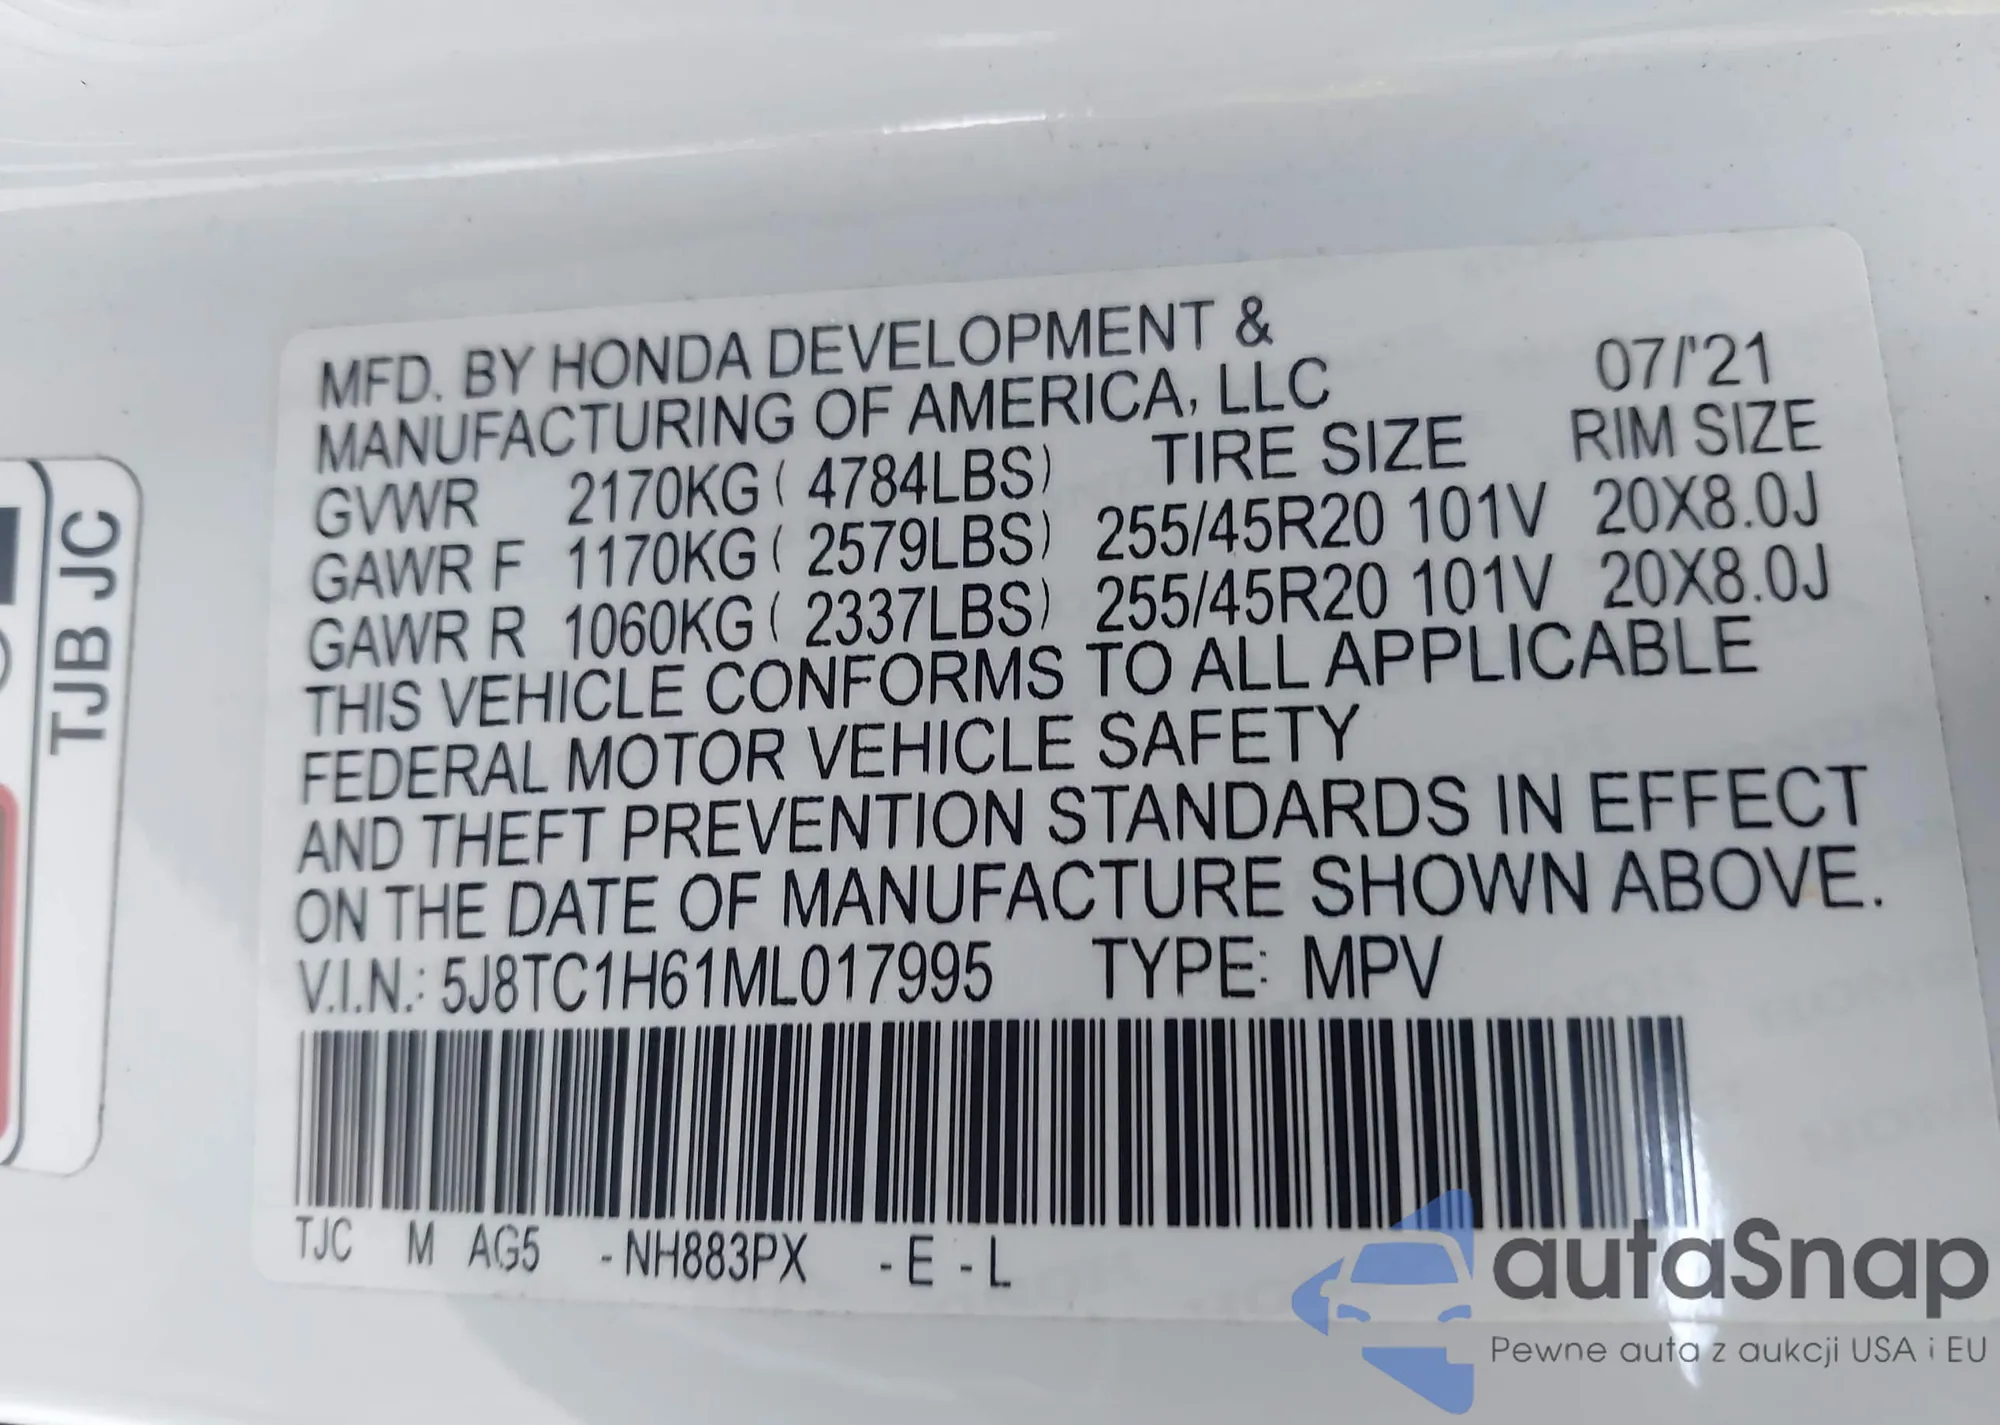 MFD. BY HONDA DEVELOPMENT &
MANUFACTURING OF AMERICA, LLC 07/'21
GVWR 2170KG ( 4784LBS) TIRE SIZE RIM SIZE
GAWR F 1170KG ( 2579LBS) 255/45R20 101V 20X8.0J
GAWR R 1060KG ( 2337LBS) 255/45R20 101V 20X8.0J
THIS VEHICLE CONFORMS TO ALL APPLICABLE
FEDERAL MOTOR VEHICLE SAFETY
AND THEFT PREVENTION STANDARDS IN EFFECT
ON THE DATE OF MANUFACTURE SHOWN ABOVE.
V.I.N.: 5J8TC1H61ML017995 TYPE: MPV
TJC M AG5 -NH883PX -E -L
TJB JC
autaSnap
Pewne auta z aukcji USA i EU